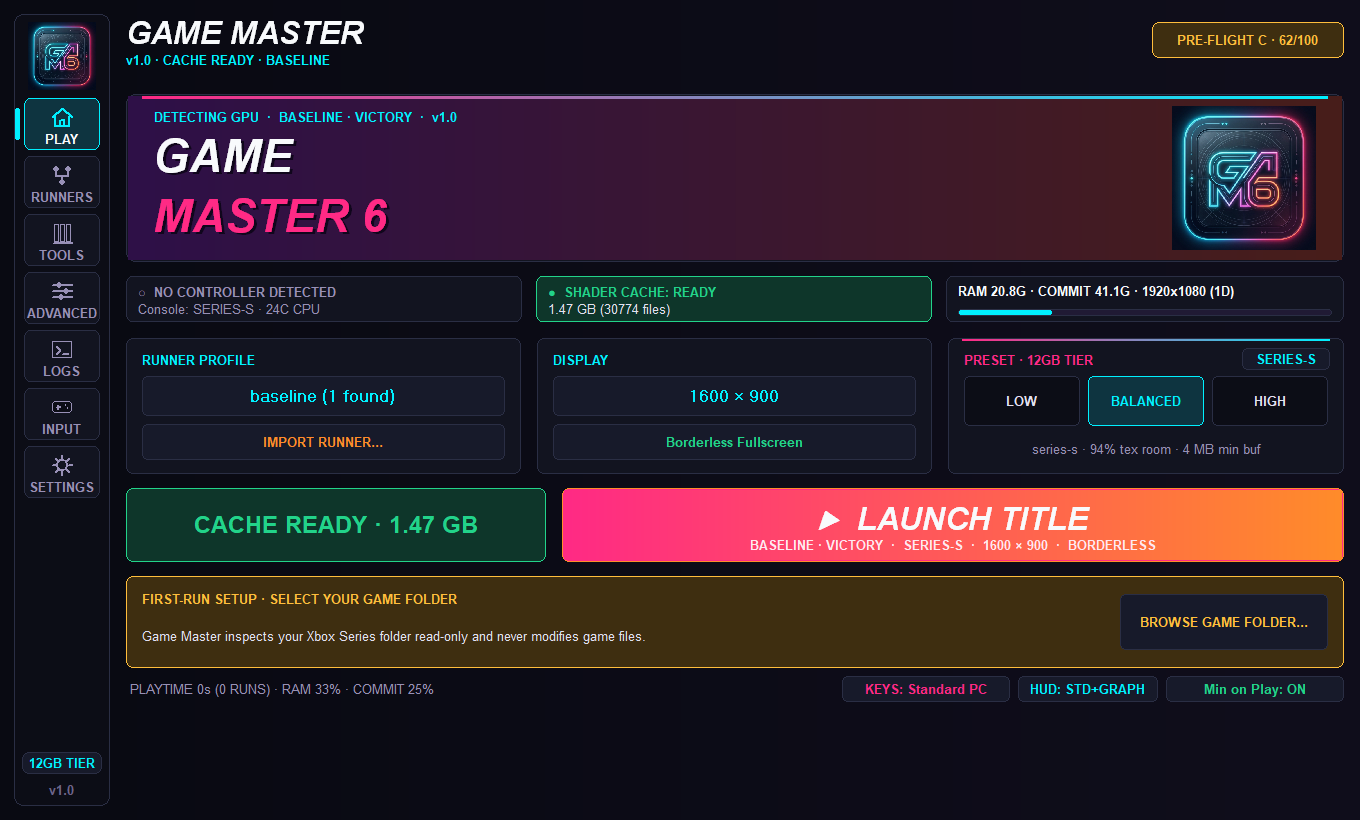 GAME MASTER
v1.0 · CACHE READY · BASELINE
PRE-FLIGHT C · 62/100
GAM6
PLAY
RUNNERS
TOOLS
ADVANCED
LOGS
INPUT
SETTINGS
12GB TIER
v1.0
DETECTING GPU · BASELINE · VICTORY · v1.0
GAME
MASTER 6
GAM6
○ NO CONTROLLER DETECTED
Console: SERIES-S · 24C CPU
● SHADER CACHE: READY
1.47 GB (30774 files)
RAM 20.8G · COMMIT 41.1G · 1920x1080 (1D)
RUNNER PROFILE
baseline (1 found)
IMPORT RUNNER...
DISPLAY
1600 × 900
Borderless Fullscreen
PRESET · 12GB TIER
SERIES-S
LOW
BALANCED
HIGH
series-s · 94% tex room · 4 MB min buf
CACHE READY · 1.47 GB
▶ LAUNCH TITLE
BASELINE · VICTORY · SERIES-S · 1600 × 900 · BORDERLESS
FIRST-RUN SETUP · SELECT YOUR GAME FOLDER
Game Master inspects your Xbox Series folder read-only and never modifies game files.
BROWSE GAME FOLDER...
PLAYTIME 0s (0 RUNS) · RAM 33% · COMMIT 25%
KEYS: Standard PC
HUD: STD+GRAPH
Min on Play: ON